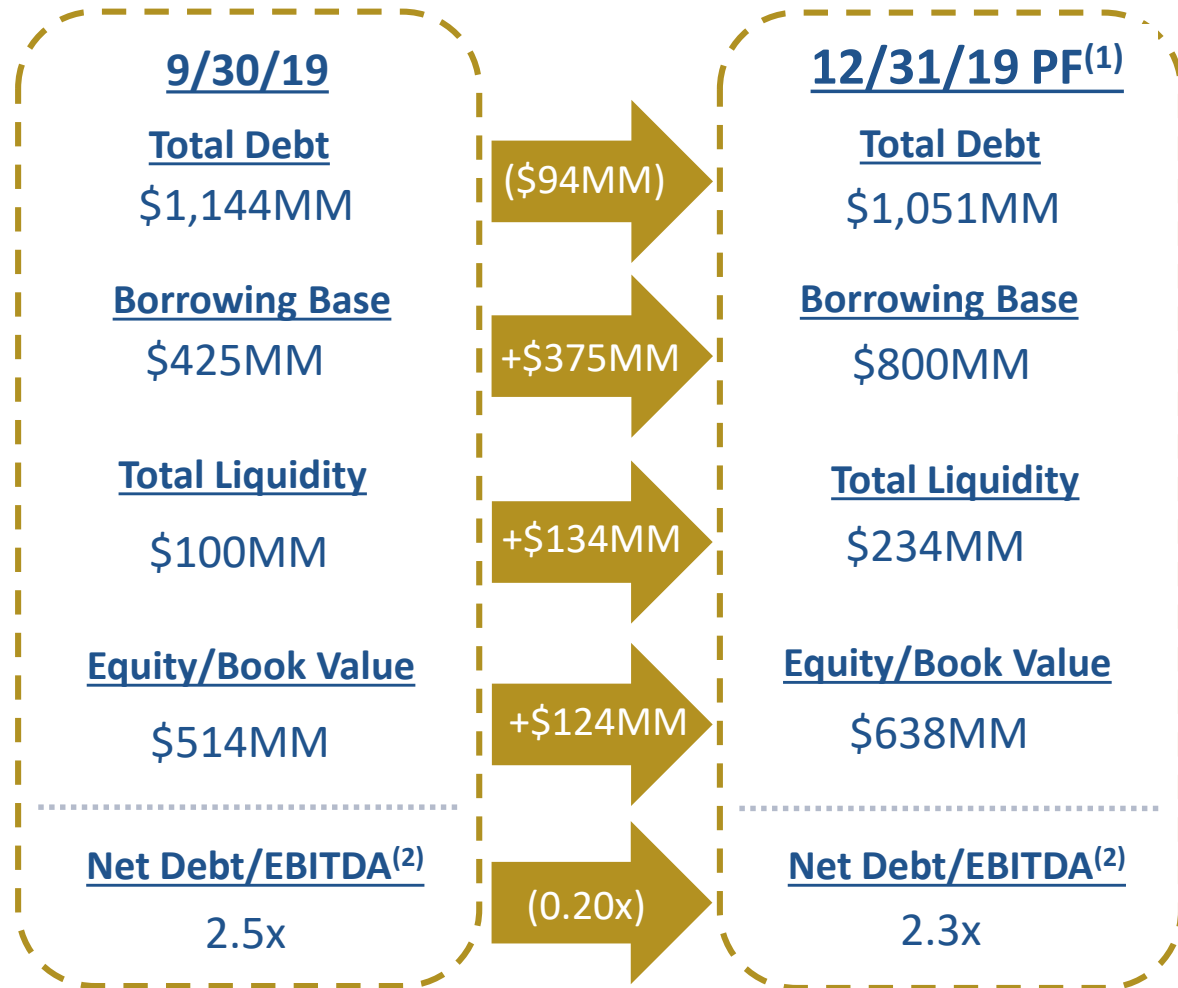 9/30/19
Total Debt
$1,144MM
Borrowing Base
$425MM
Total Liquidity
$100MM
Equity/Book Value
$514MM
Net Debt/EBITDA(2)
2.5x
($94MM)
+$375MM
+$134MM
+$124MM
(0.20x)
12/31/19 PF(1)
Total Debt
$1,051MM
Borrowing Base
$800MM
Total Liquidity
$234MM
Equity/Book Value
$638MM
Net Debt/EBITDA(2)
2.3x